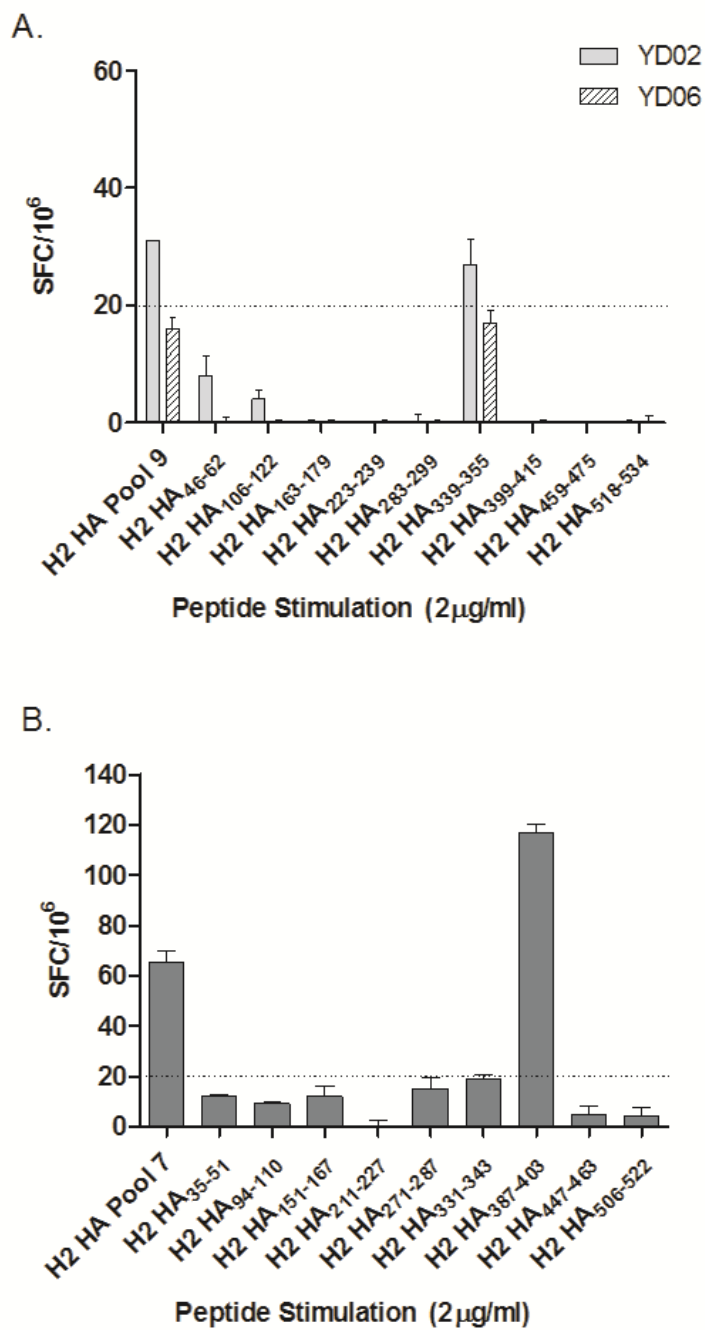 A.
YD02
YD06
60
40
20
0
SFC/10⁶
H2 HA Pool 9
H2 HA₄₆₋₆₂
H2 HA₁₀₆₋₁₂₂
H2 HA₁₆₃₋₁₇₉
H2 HA₂₂₃₋₂₃₉
H2 HA₂₈₃₋₂₉₉
H2 HA₃₃₉₋₃₅₅
H2 HA₃₉₉₋₄₁₅
H2 HA₄₅₉₋₄₇₅
H2 HA₅₁₈₋₅₃₄
Peptide Stimulation (2μg/ml)
B.
140
120
100
80
60
40
20
0
SFC/10⁶
H2 HA Pool 7
H2 HA₃₅₋₅₁
H2 HA₉₄₋₁₁₀
H2 HA₁₅₁₋₁₆₇
H2 HA₂₁₁₋₂₂₇
H2 HA₂₇₁₋₂₈₇
H2 HA₃₃₁₋₃₄₃
H2 HA₃₈₇₋₄₀₃
H2 HA₄₄₇₋₄₆₃
H2 HA₅₀₆₋₅₂₂
Peptide Stimulation (2μg/ml)